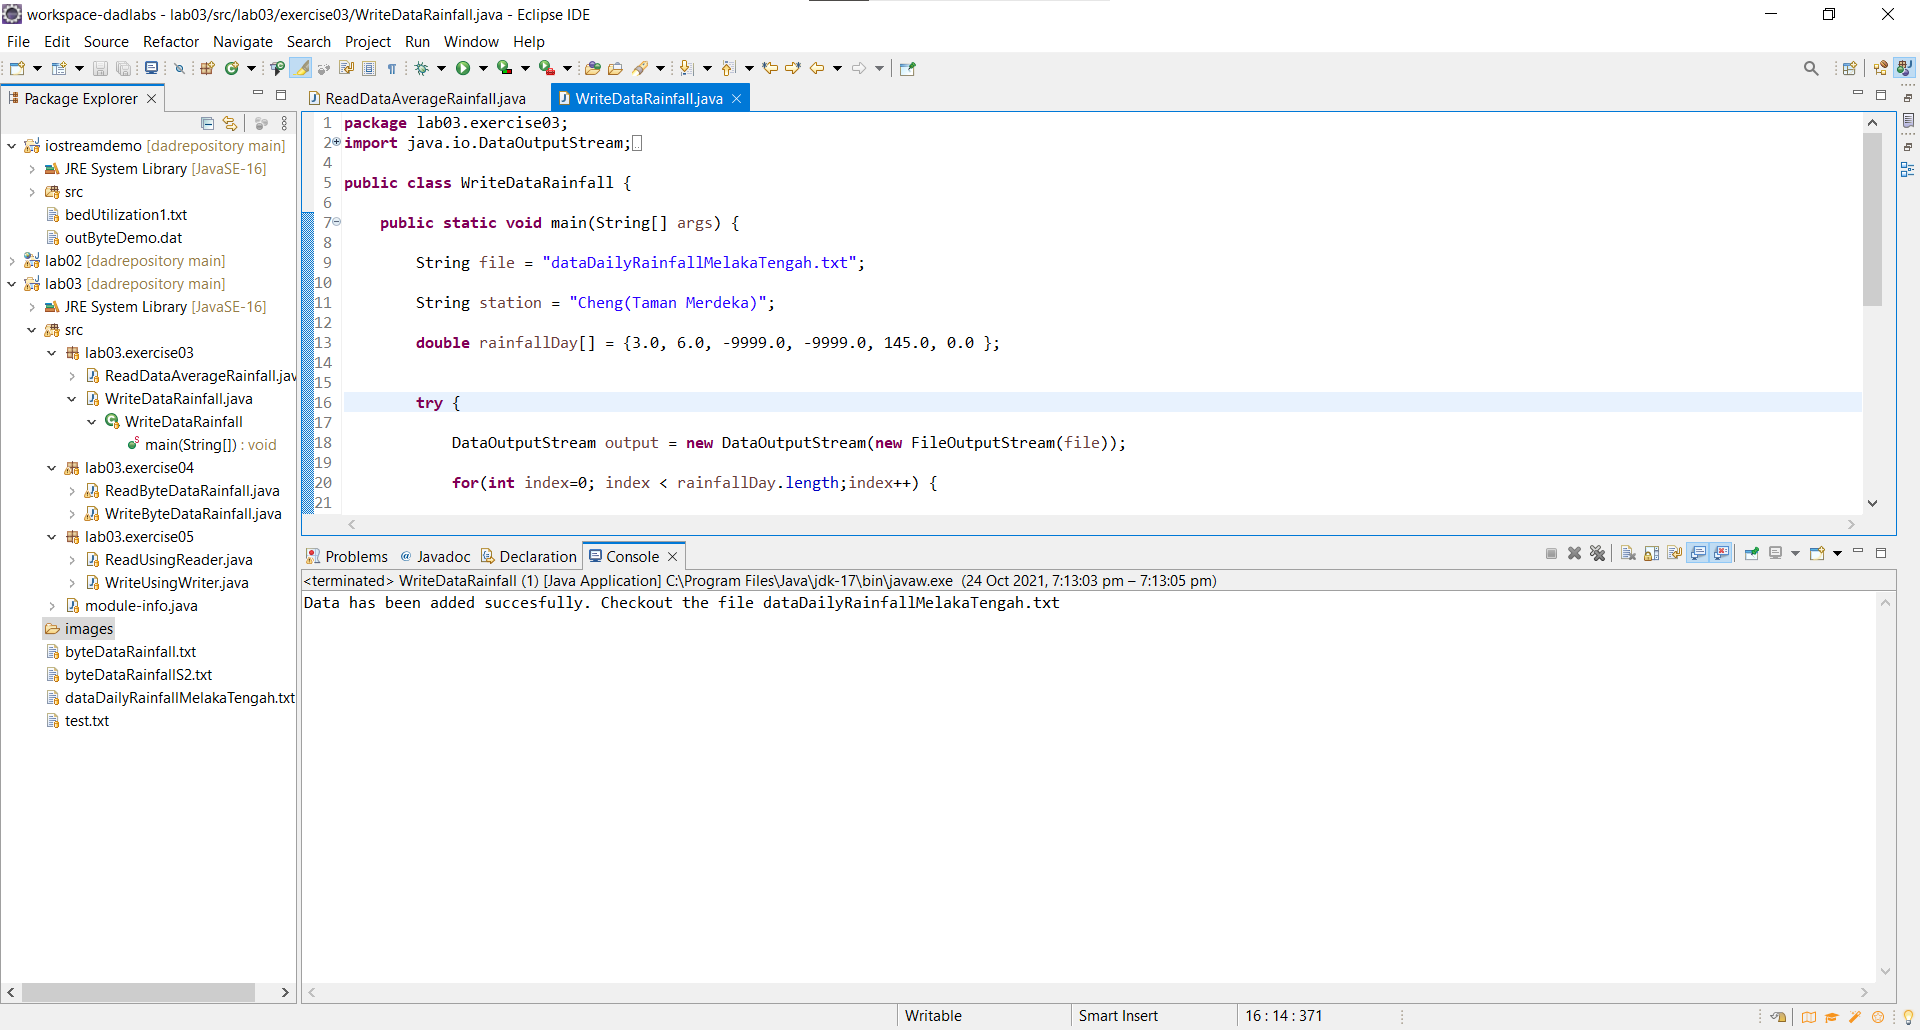 workspace-dadlabs - lab03/src/lab03/exercise03/WriteDataRainfall.java - Eclipse IDE
File Edit Source Refactor Navigate Search Project Run Window Help
Package Explorer
iostreamdemo [dadrepository main]
JRE System Library [JavaSE-16]
src
bedUtilization1.txt
outByteDemo.dat
lab02 [dadrepository main]
lab03 [dadrepository main]
JRE System Library [JavaSE-16]
src
lab03.exercise03
ReadDataAverageRainfall.jav
WriteDataRainfall.java
WriteDataRainfall
main(String[]) : void
lab03.exercise04
ReadByteDataRainfall.java
WriteByteDataRainfall.java
lab03.exercise05
ReadUsingReader.java
WriteUsingWriter.java
module-info.java
images
byteDataRainfall.txt
byteDataRainfallS2.txt
dataDailyRainfallMelakaTengah.txt
test.txt
ReadDataAverageRainfall.java WriteDataRainfall.java
1 package lab03.exercise03;
2 import java.io.DataOutputStream;
4
5 public class WriteDataRainfall {
6
7 public static void main(String[] args) {
8
9 String file = "dataDailyRainfallMelakaTengah.txt";
10
11 String station = "Cheng(Taman Merdeka)";
12
13 double rainfallDay[] = {3.0, 6.0, -9999.0, -9999.0, 145.0, 0.0 };
14
15
16 try {
17
18 DataOutputStream output = new DataOutputStream(new FileOutputStream(file));
19
20 for(int index=0; index < rainfallDay.length;index++) {
21
Problems @ Javadoc Declaration Console
<terminated> WriteDataRainfall (1) [Java Application] C:\Program Files\Java\jdk-17\bin\javaw.exe (24 Oct 2021, 7:13:03 pm – 7:13:05 pm)
Data has been added succesfully. Checkout the file dataDailyRainfallMelakaTengah.txt
Writable Smart Insert 16 : 14 : 371